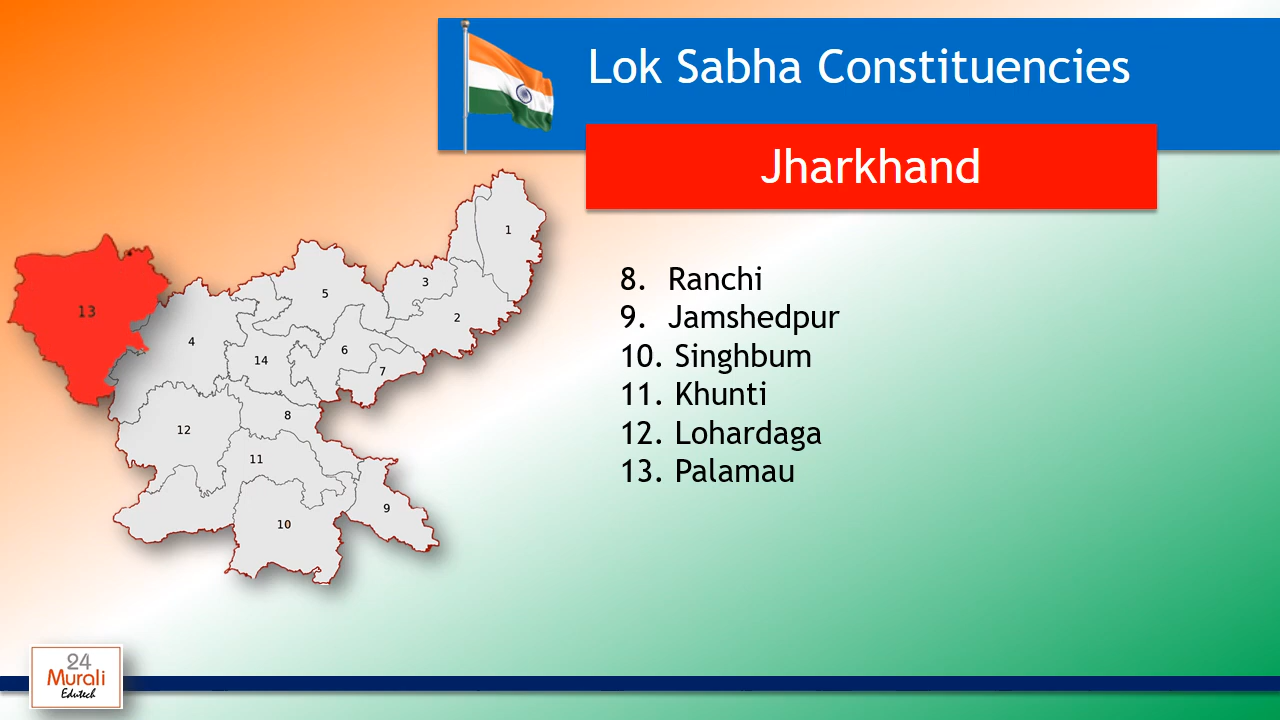 Lok Sabha Constituencies
Jharkhand
8. Ranchi
9. Jamshedpur
10. Singhbum
11. Khunti
12. Lohardaga
13. Palamau
1
13
3
5
2
4
6
14
7
8
12
11
9
10
24
Murali
Edutech